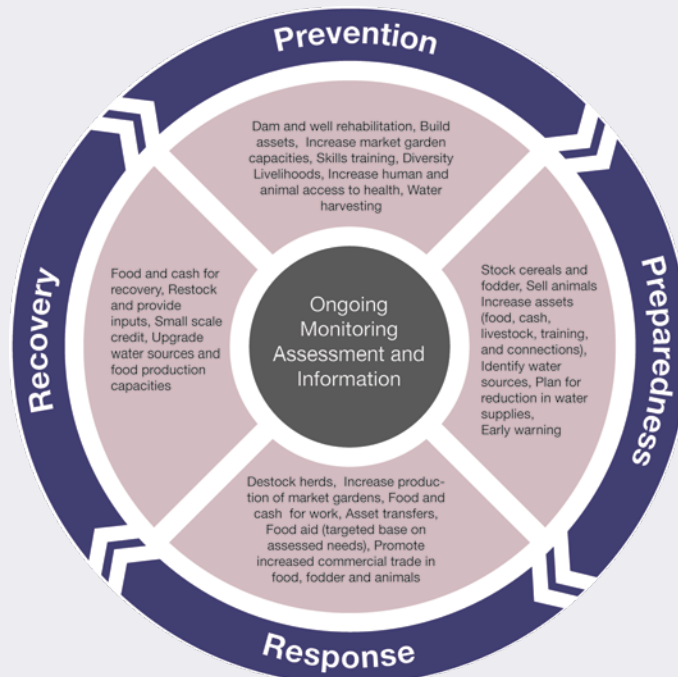 Prevention
Dam and well rehabilitation, Build
assets,  Increase market garden
capacities, Skills training, Diversity
Livelihoods, Increase human and
animal access to health, Water
harvesting
Preparedness
Stock cereals and
fodder, Sell animals
Increase assets
(food, cash,
livestock, training,
and connections),
Identify water
sources, Plan for
reduction in water
supplies,
Early warning
Response
Destock herds,  Increase produc-
tion of market gardens, Food and
cash  for work, Asset transfers,
Food aid (targeted base on
assessed needs), Promote
increased commercial trade in
food, fodder and animals
Recovery
Food and cash for
recovery, Restock
and provide
inputs, Small scale
credit, Upgrade
water sources and
food production
capacities
Ongoing
Monitoring
Assessment and
Information